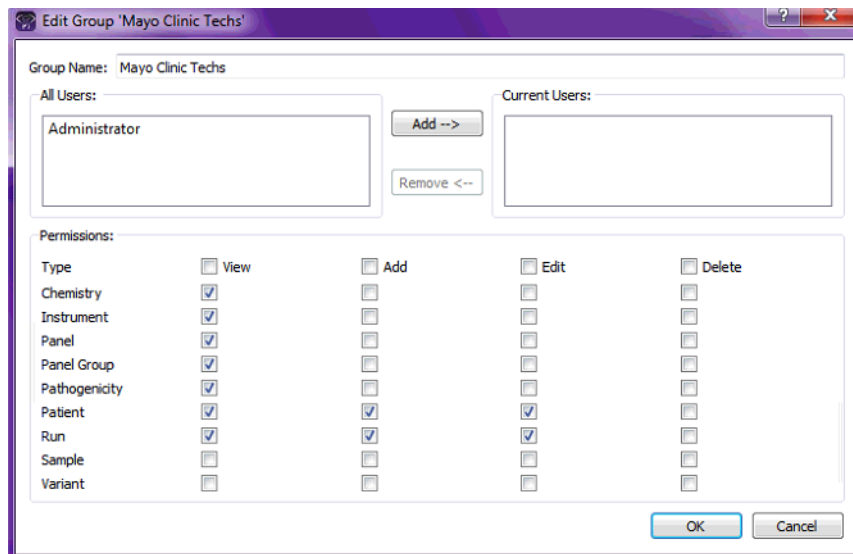 Edit Group 'Mayo Clinic Techs'
?
X
Group Name: Mayo Clinic Techs
All Users:
Current Users:
Administrator
Add -->
Remove <--
Permissions:
Type View Add Edit Delete
Chemistry
Instrument
Panel
Panel Group
Pathogenicity
Patient
Run
Sample
Variant
OK Cancel